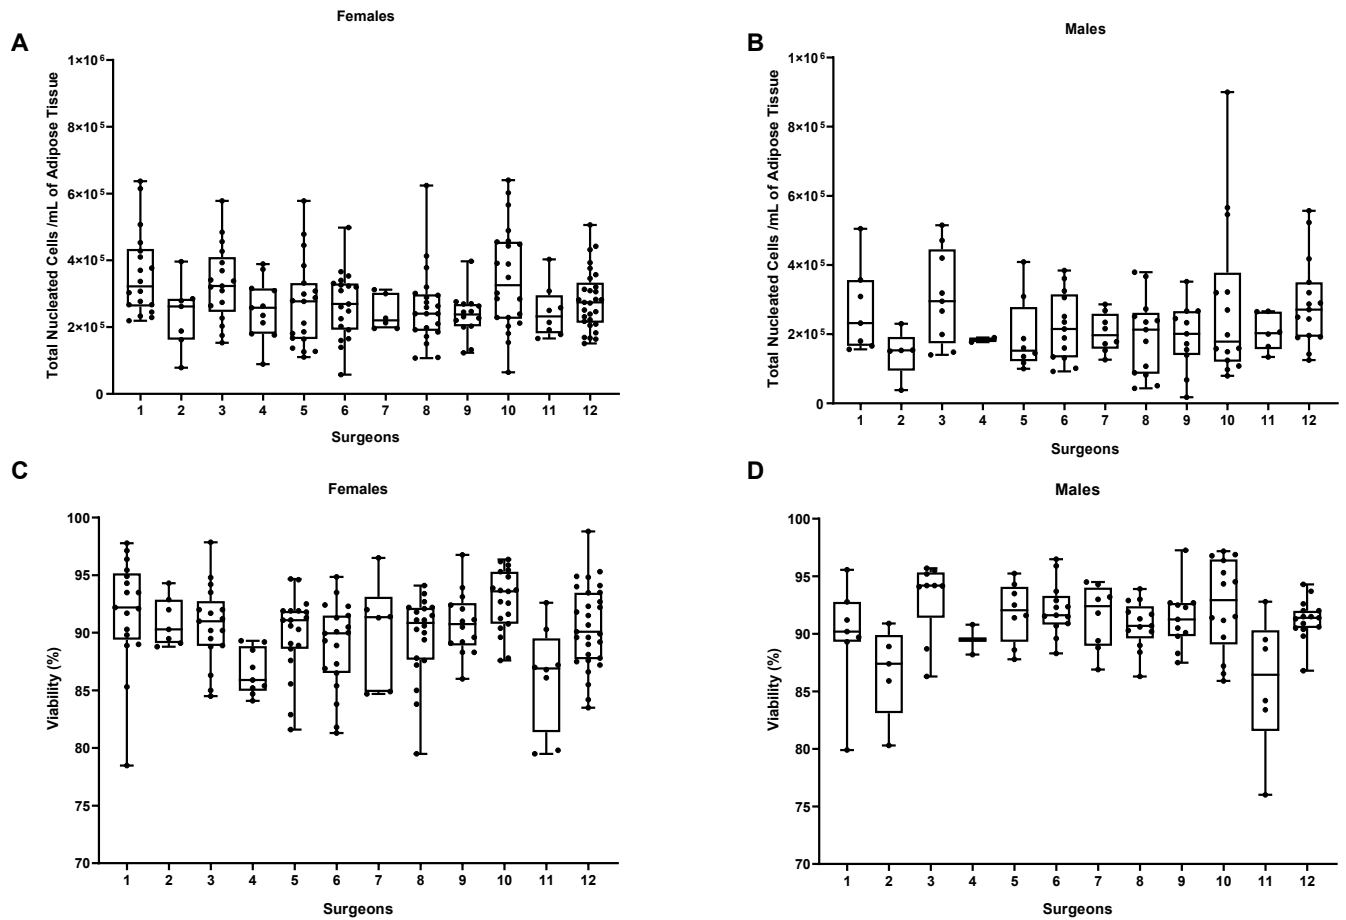 Females
A
Total Nucleated Cells /mL of Adipose Tissue
1×10⁶
8×10⁵
6×10⁵
4×10⁵
2×10⁵
0
1 2 3 4 5 6 7 8 9 10 11 12
Surgeons
Males
B
Total Nucleated Cells /mL of Adipose Tissue
1×10⁶
8×10⁵
6×10⁵
4×10⁵
2×10⁵
0
1 2 3 4 5 6 7 8 9 10 11 12
Surgeons
C
Females
Viability (%)
100
95
90
85
80
75
70
1 2 3 4 5 6 7 8 9 10 11 12
Surgeons
D
Males
Viability (%)
100
95
90
85
80
75
70
1 2 3 4 5 6 7 8 9 10 11 12
Surgeons